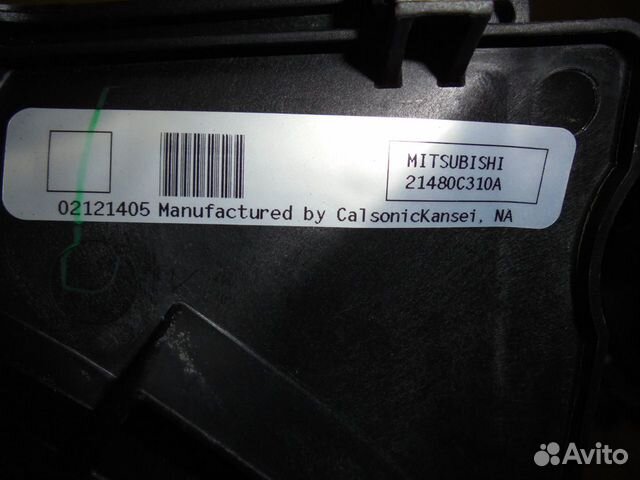 MITSUBISHI
21480C310A
02121405 Manufactured by CalsonicKansei, NA
Avito